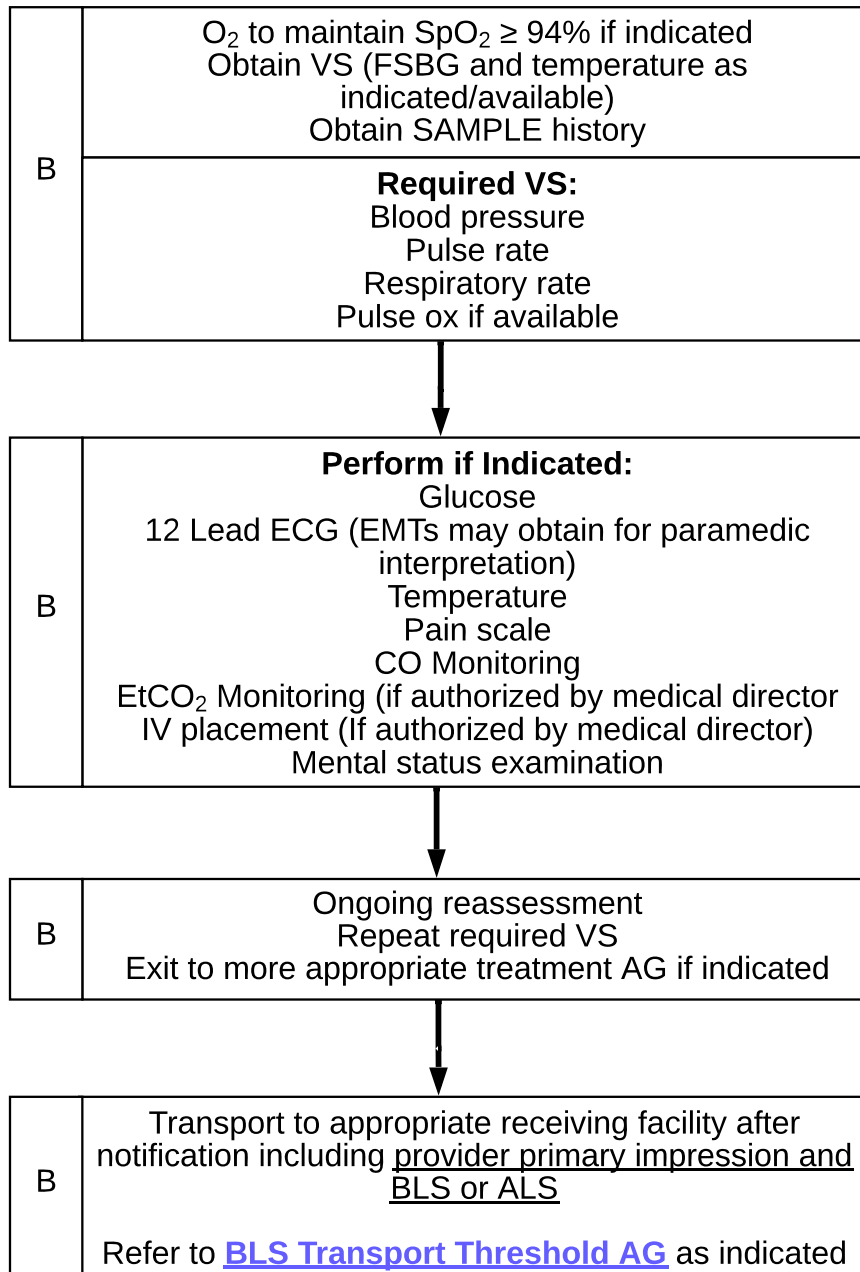 O₂ to maintain SpO₂ ≥ 94% if indicated
Obtain VS (FSBG and temperature as
indicated/available)
Obtain SAMPLE history
B
Required VS:
Blood pressure
Pulse rate
Respiratory rate
Pulse ox if available
Perform if Indicated:
Glucose
12 Lead ECG (EMTs may obtain for paramedic
interpretation)
Temperature
B
Pain scale
CO Monitoring
EtCO₂ Monitoring (if authorized by medical director
IV placement (If authorized by medical director)
Mental status examination
Ongoing reassessment
B
Repeat required VS
Exit to more appropriate treatment AG if indicated
Transport to appropriate receiving facility after
notification including provider primary impression and
B
BLS or ALS
Refer to BLS Transport Threshold AG as indicated